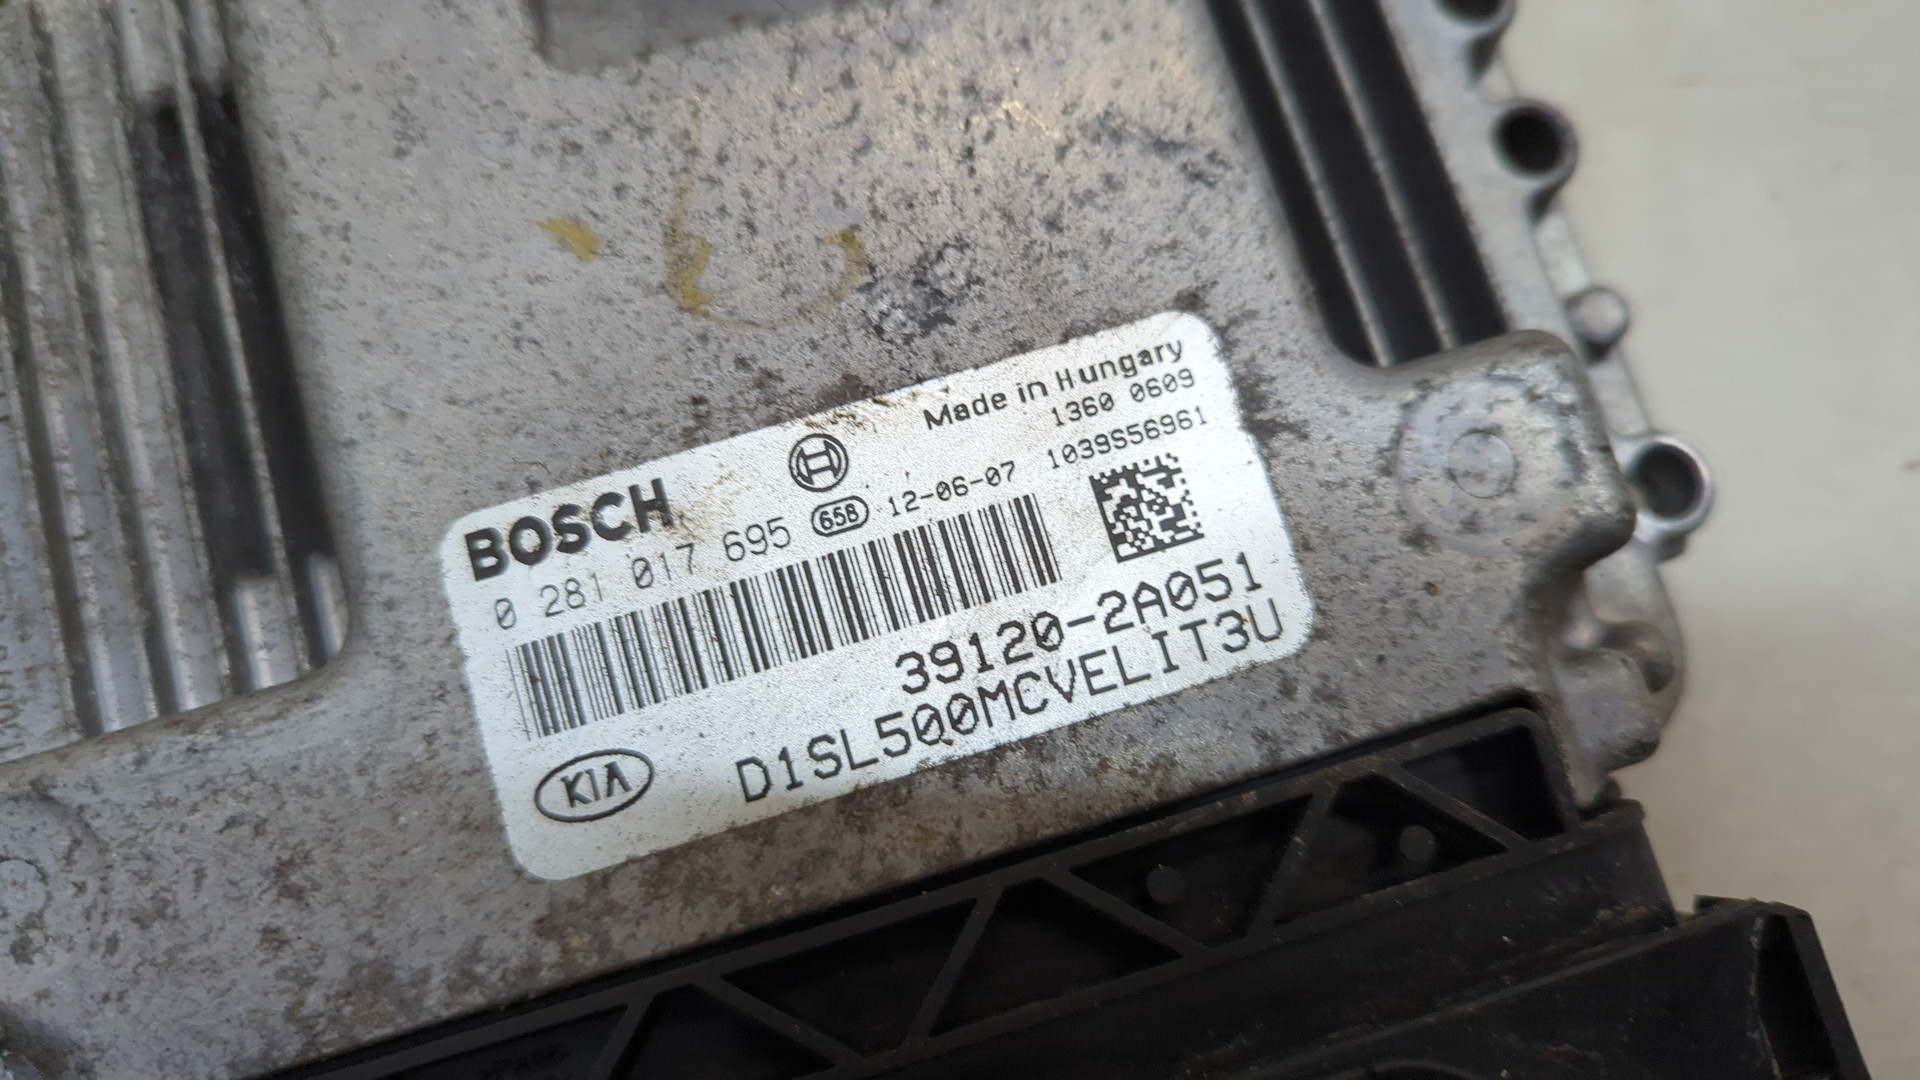 Made in Hungary
1360 0609
BOSCH
0 281 017 695 658 12-06-07 1039S56961
39120-2A051
D1SL500MCVELIT3U
KIA